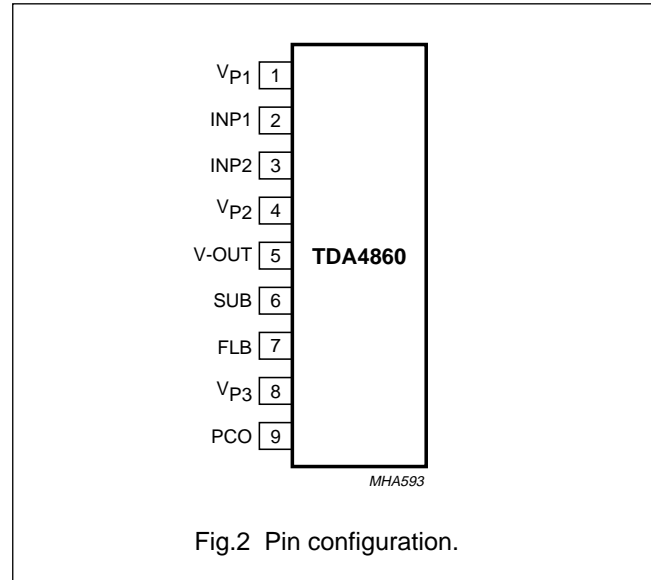 VP1 1
INP1 2
INP2 3
VP2 4
V-OUT 5 TDA4860
SUB 6
FLB 7
VP3 8
PCO 9
MHA593
Fig.2 Pin configuration.